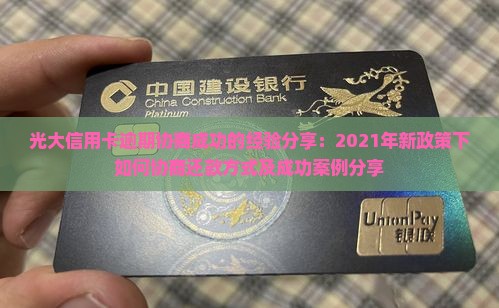 中国建设银行
China Construction Bank
光大信用卡逾期协商成功的经验分享：2021年新政策下
如何协商还款方式及成功案例分享
UnionPay
银联